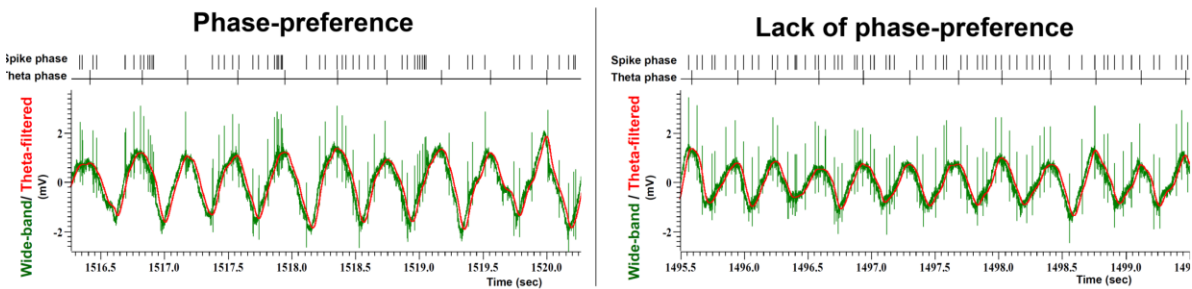 Phase-preference
Spike phase
Theta phase
Wide-band/ Theta-filtered
(mV)
2
0
-2
1516.5 1517.0 1517.5 1518.0 1518.5 1519.0 1519.5 1520.0
Time (sec)
Lack of phase-preference
Spike phase
Theta phase
Wide-band / Theta-filtered
(mV)
2
0
-2
1495.5 1496.0 1496.5 1497.0 1497.5 1498.0 1498.5 1499.0 149
Time (sec)